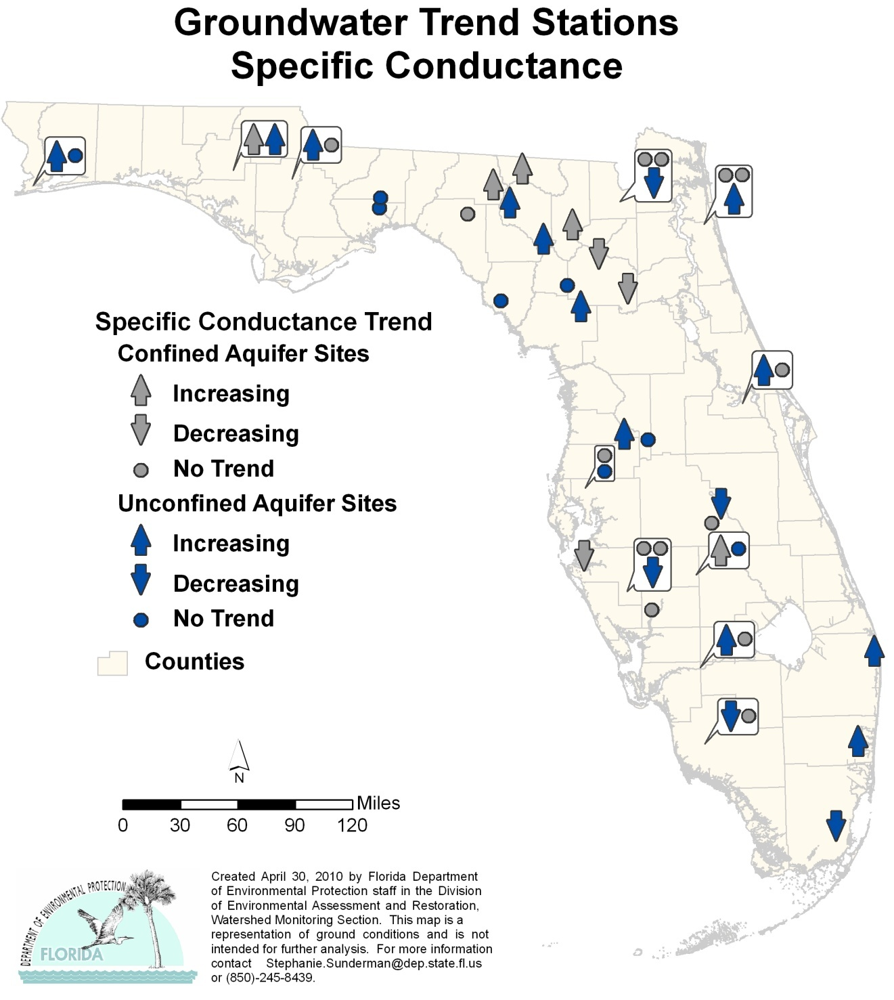 Groundwater Trend Stations
Specific Conductance
Specific Conductance Trend
Confined Aquifer Sites
Increasing
Decreasing
No Trend
Unconfined Aquifer Sites
Increasing
Decreasing
No Trend
Counties
N
Miles
0 30 60 90 120
DEPARTMENT OF ENVIRONMENTAL PROTECTION
FLORIDA
Created April 30, 2010 by Florida Department
of Environmental Protection staff in the Division
of Environmental Assessment and Restoration,
Watershed Monitoring Section. This map is a
representation of ground conditions and is not
intended for further analysis. For more information
contact Stephanie.Sunderman@dep.state.fl.us
or (850)-245-8439.